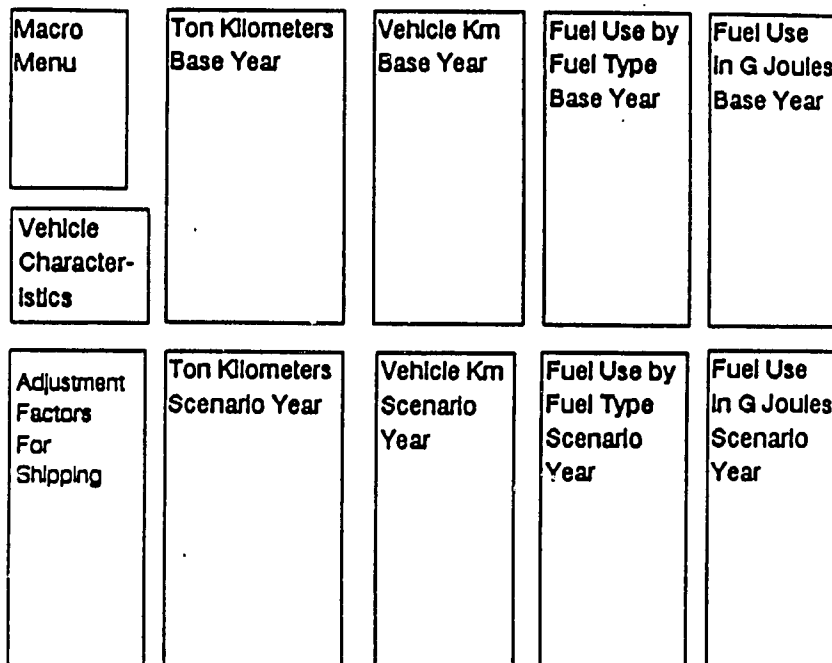 Macro
Menu
Ton Kilometers
Base Year
Vehicle Km
Base Year
Fuel Use by
Fuel Type
Base Year
Fuel Use
in G Joules
Base Year
Vehicle
Character-
istics
Adjustment
Factors
For
Shipping
Ton Kilometers
Scenario Year
Vehicle Km
Scenario
Year
Fuel Use by
Fuel Type
Scenario
Year
Fuel Use
in G Joules
Scenario
Year